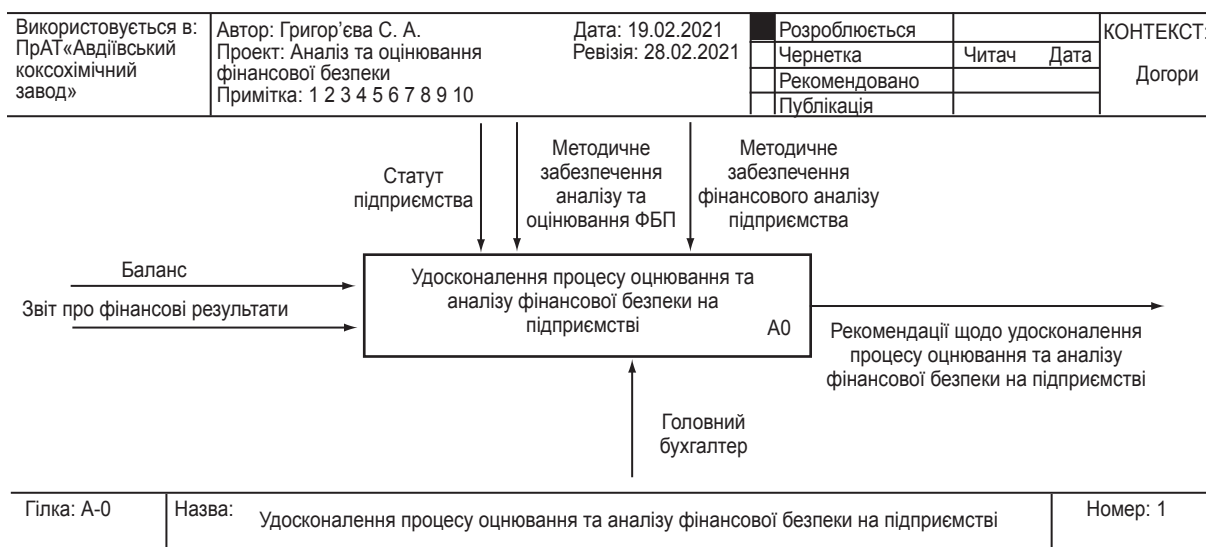 Використовується в:
ПрАТ«Авдіївський
коксохімічний
завод»
Автор: Григор’єва С. А.
Проект: Аналіз та оцінювання
фінансової безпеки
Примітка: 1 2 3 4 5 6 7 8 9 10
Дата: 19.02.2021
Ревізія: 28.02.2021
Розроблюється
Чернетка
Рекомендовано
Публікація
Читач Дата
КОНТЕКСТ:
Догори
Статут
підприємства
Методичне
забезпечення
аналізу та
оцінювання ФБП
Методичне
забезпечення
фінансового аналізу
підприємства
Баланс
Звіт про фінансові результати
Удосконалення процесу оцнювання та
аналізу фінансової безпеки на
підприємстві
А0
Рекомендації щодо удосконалення
процесу оцнювання та аналізу
фінансової безпеки на підприємстві
Головний
бухгалтер
Гілка: А-0
Назва:
Удосконалення процесу оцнювання та аналізу фінансової безпеки на підприємстві
Номер: 1